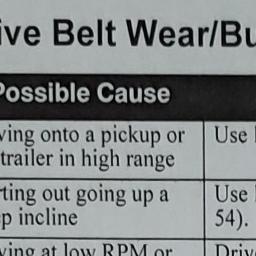 ive Belt Wear/Bu
Possible Cause
ving onto a pickup or
trailer in high range
Use
rting out going up a
p incline
Use
54).
ving at low RPM or
Driv